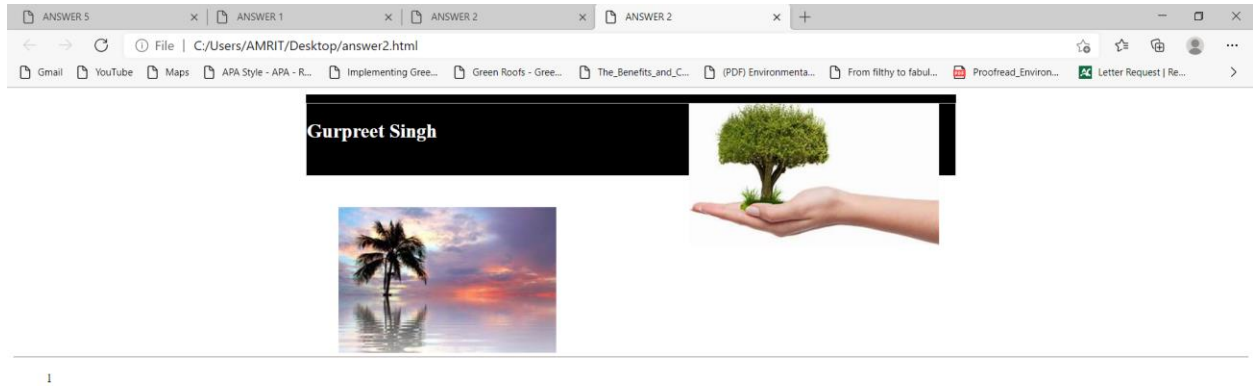 ANSWER 5
ANSWER 1
ANSWER 2
ANSWER 2
File | C:/Users/AMRIT/Desktop/answer2.html
Gmail
YouTube
Maps
APA Style - APA - R...
Implementing Gree...
Green Roofs - Gree...
The_Benefits_and_C...
(PDF) Environmenta...
From filthy to fabul...
Proofread_Environ...
Letter Request | Re...
Gurpreet Singh
1